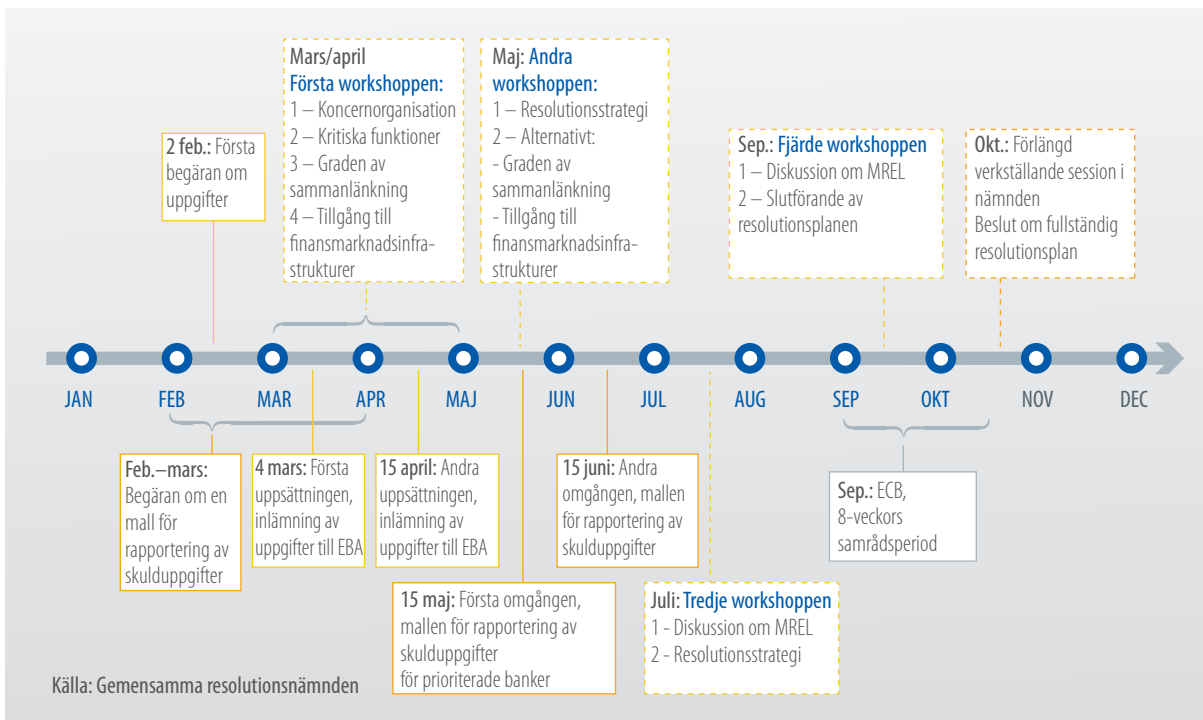 2 feb.: Första
begäran om
uppgifter
Mars/april
Första workshoppen:
1 – Koncernorganisation
2 – Kritiska funktioner
3 – Graden av
sammanlänkning
4 – Tillgång till
finansmarknadsinfra-
strukturer
Maj: Andra
workshoppen:
1 – Resolutionsstrategi
2 – Alternativt:
- Graden av
sammanlänkning
- Tillgång till
finansmarknadsinfra-
strukturer
Sep.: Fjärde workshoppen
1 – Diskussion om MREL
2 – Slutförande av
resolutionsplanen
Okt.: Förlängd
verkställande session i
nämnden
Beslut om fullständig
resolutionsplan
JAN FEB MAR APR MAJ JUN JUL AUG SEP OKT NOV DEC
Feb.–mars:
Begäran om en
mall för
rapportering av
skulduppgifter
4 mars: Första
uppsättningen,
inlämning av
uppgifter till EBA
15 april: Andra
uppsättningen,
inlämning av
uppgifter till EBA
15 maj: Första omgången,
mallen för rapportering av
skulduppgifter
för prioriterade banker
15 juni: Andra
omgången, mallen
för rapportering av
skulduppgifter
Juli: Tredje workshoppen
1 - Diskussion om MREL
2 - Resolutionsstrategi
Sep.: ECB,
8-veckors
samrådsperiod
Källa: Gemensamma resolutionsnämnden